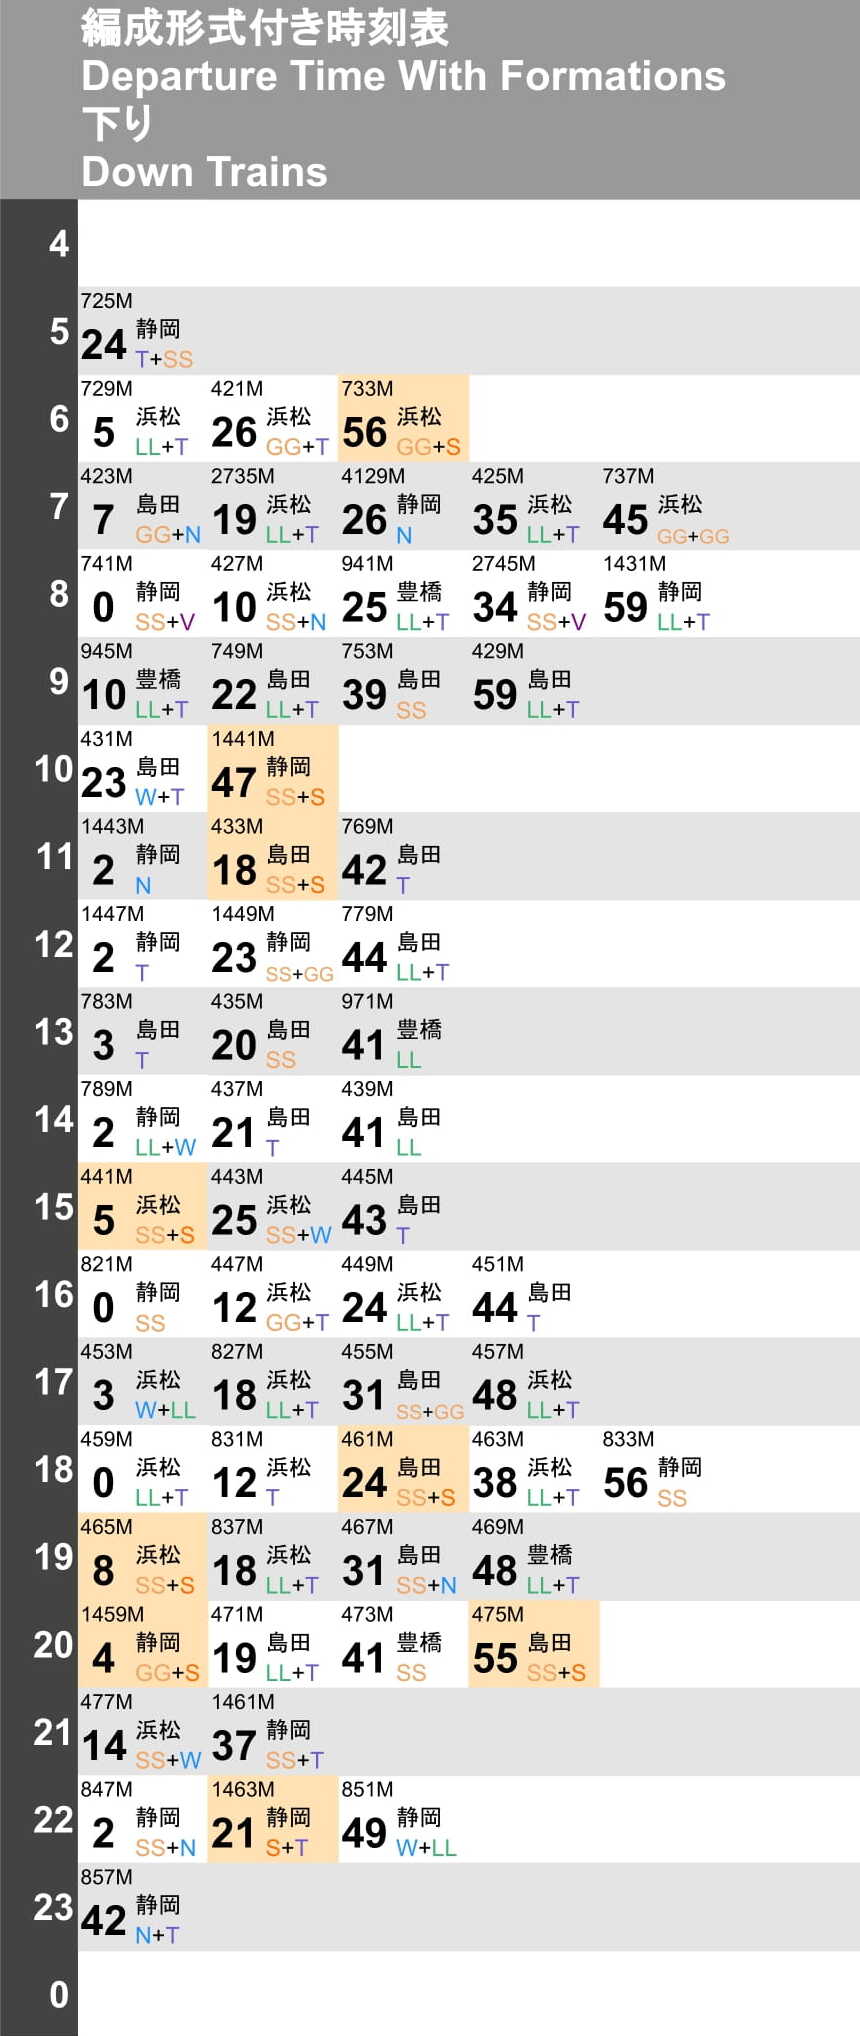 編成形式付き時刻表
Departure Time With Formations
下り
Down Trains
4
5
725M
24 静岡
T+SS
6
729M 421M 733M
5 浜松 26 浜松 56 浜松
LL+T GG+T GG+S
7
423M 2735M 4129M 425M 737M
7 島田 19 浜松 26 静岡 35 浜松 45 浜松
GG+N LL+T N LL+T GG+GG
8
741M 427M 941M 2745M 1431M
0 静岡 10 浜松 25 豊橋 34 静岡 59 静岡
SS+V SS+N LL+T SS+V LL+T
9
945M 749M 753M 429M
10 豊橋 22 島田 39 島田 59 島田
LL+T LL+T SS LL+T
10
431M 1441M
23 島田 47 静岡
W+T SS+S
11
1443M 433M 769M
2 静岡 18 島田 42 島田
N SS+S T
12
1447M 1449M 779M
2 静岡 23 静岡 44 島田
T SS+GG LL+T
13
783M 435M 971M
3 島田 20 島田 41 豊橋
T SS LL
14
789M 437M 439M
2 静岡 21 島田 41 島田
LL+W T LL
15
441M 443M 445M
5 浜松 25 浜松 43 島田
SS+S SS+W T
16
821M 447M 449M 451M
0 静岡 12 浜松 24 浜松 44 島田
SS GG+T LL+T T
17
453M 827M 455M 457M
3 浜松 18 浜松 31 島田 48 浜松
W+LL LL+T SS+GG LL+T
18
459M 831M 461M 463M 833M
0 浜松 12 浜松 24 島田 38 浜松 56 静岡
LL+T T SS+S LL+T SS
19
465M 837M 467M 469M
8 浜松 18 浜松 31 島田 48 豊橋
SS+S LL+T SS+N LL+T
20
1459M 471M 473M 475M
4 静岡 19 島田 41 豊橋 55 島田
GG+S LL+T SS SS+S
21
477M 1461M
14 浜松 37 静岡
SS+W SS+T
22
847M 1463M 851M
2 静岡 21 静岡 49 静岡
SS+N S+T W+LL
23
857M
42 静岡
N+T
0